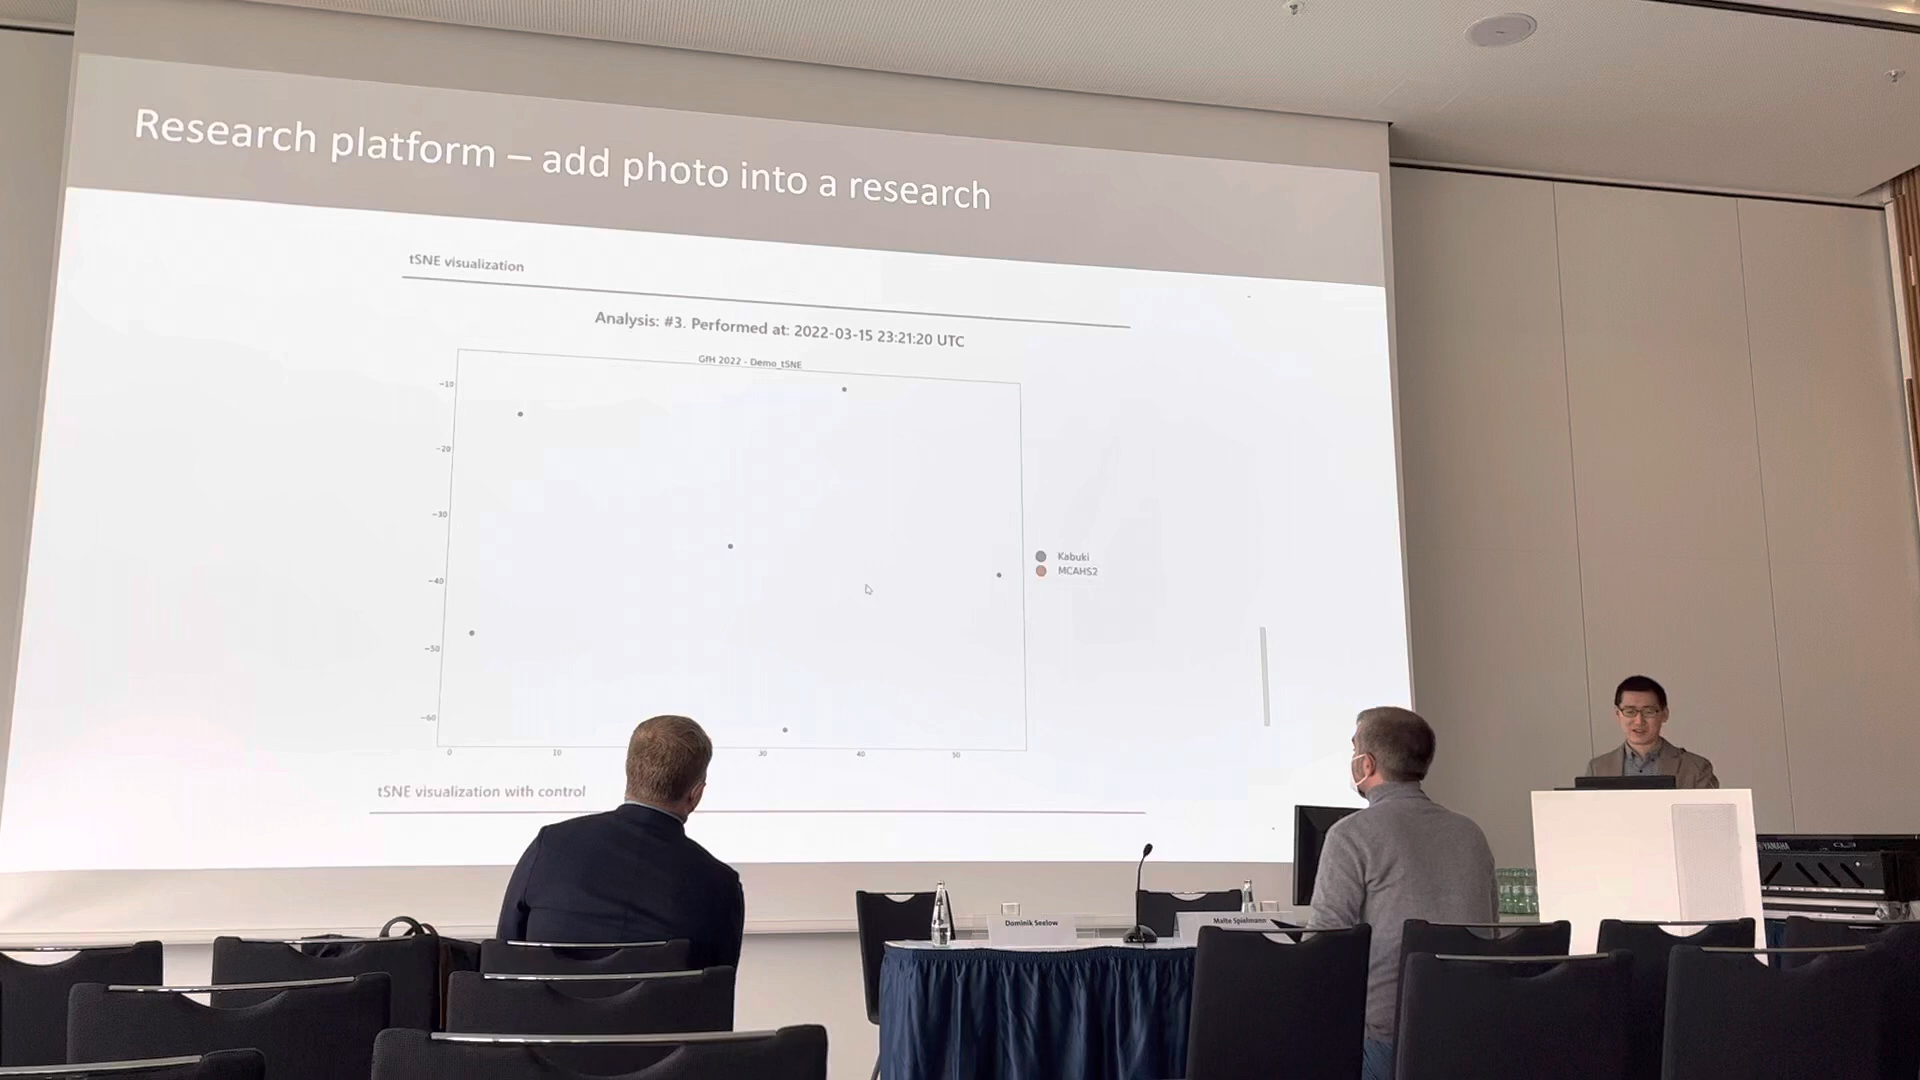 Research platform – add photo into a research
tSNE visualization
Analysis: #3. Performed at: 2022-03-15 23:21:20 UTC
GfH 2022 - Demo_tSNE
−10
−20
−30
−40
−50
−60
0 10 30 40 50
Kabuki
MCAHS2
tSNE visualization with control
Dominik Seelow
Malte Spielmann
YAMAHA